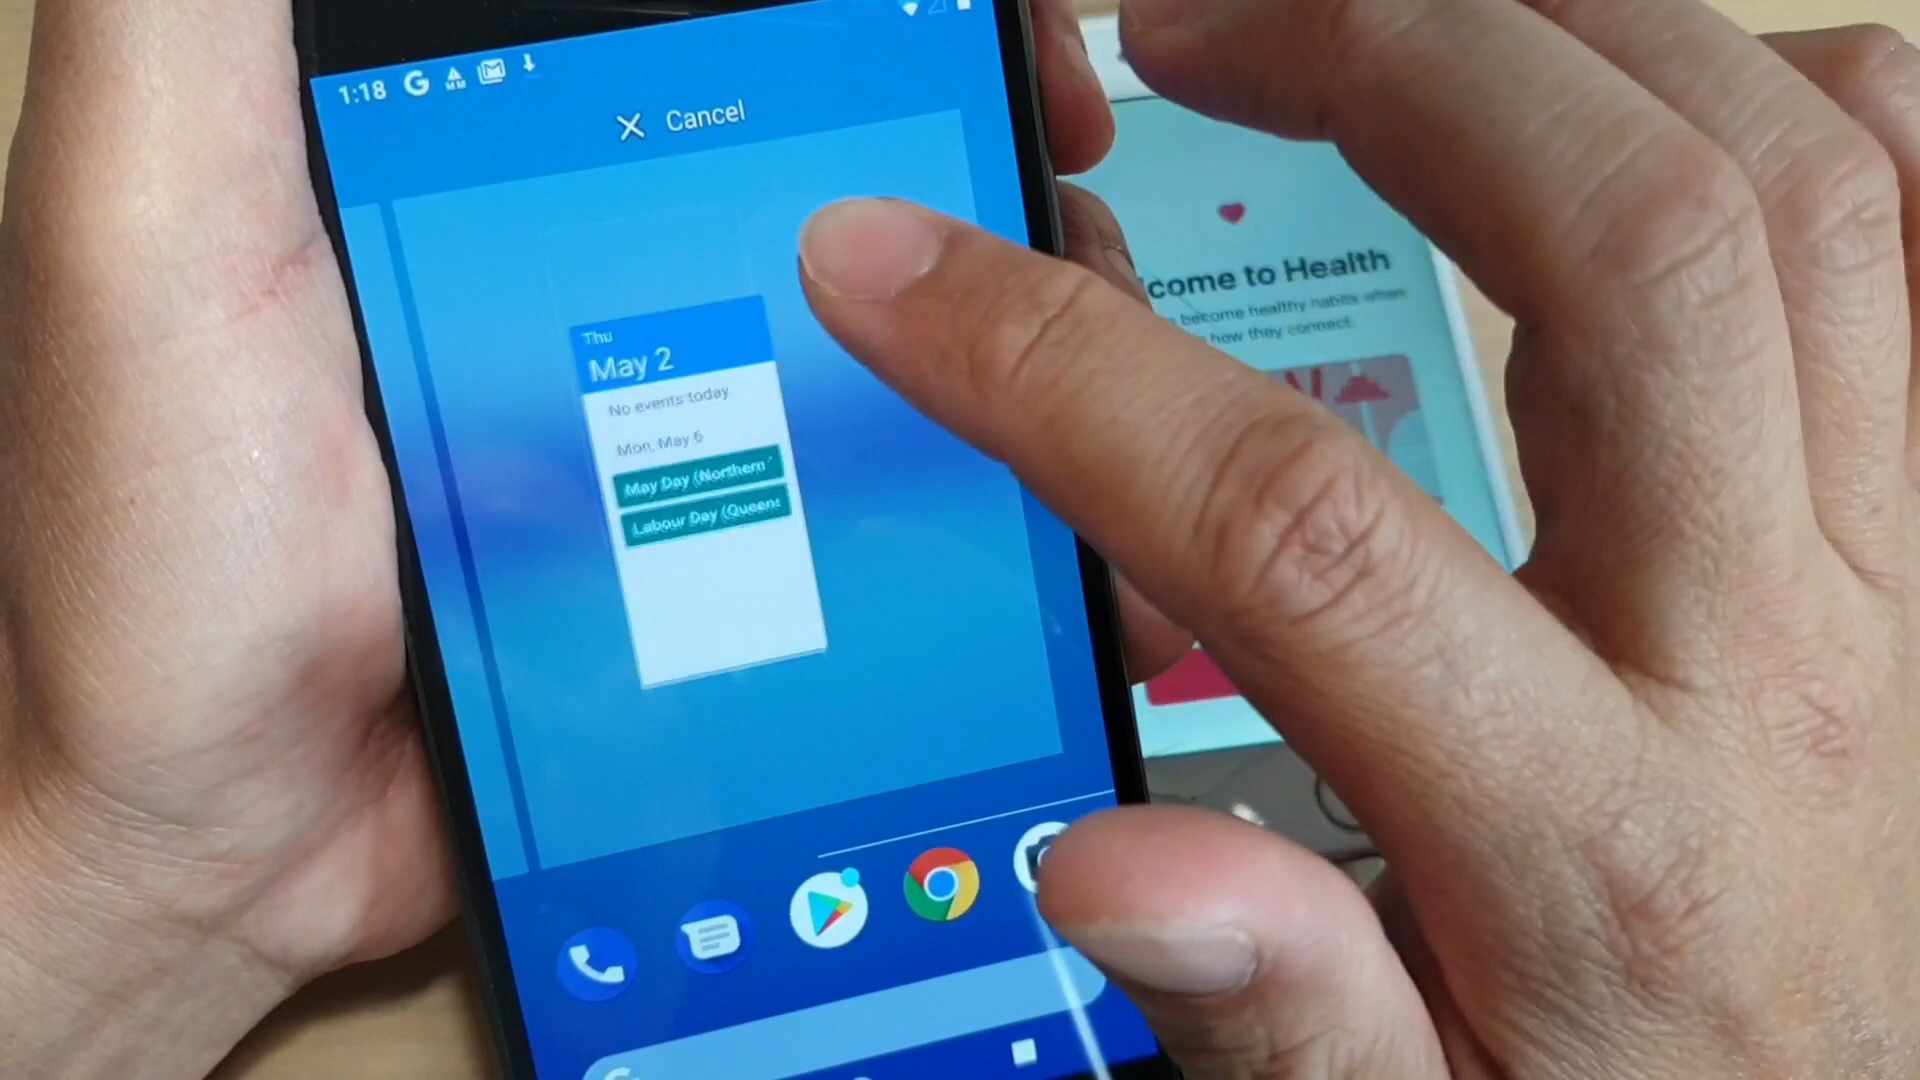 1:18
Cancel
Thu
May 2
No events today
Mon, May 6
May Day (Northern
Labour Day (Queens
come to Health
become healthy habits when
how they connect.